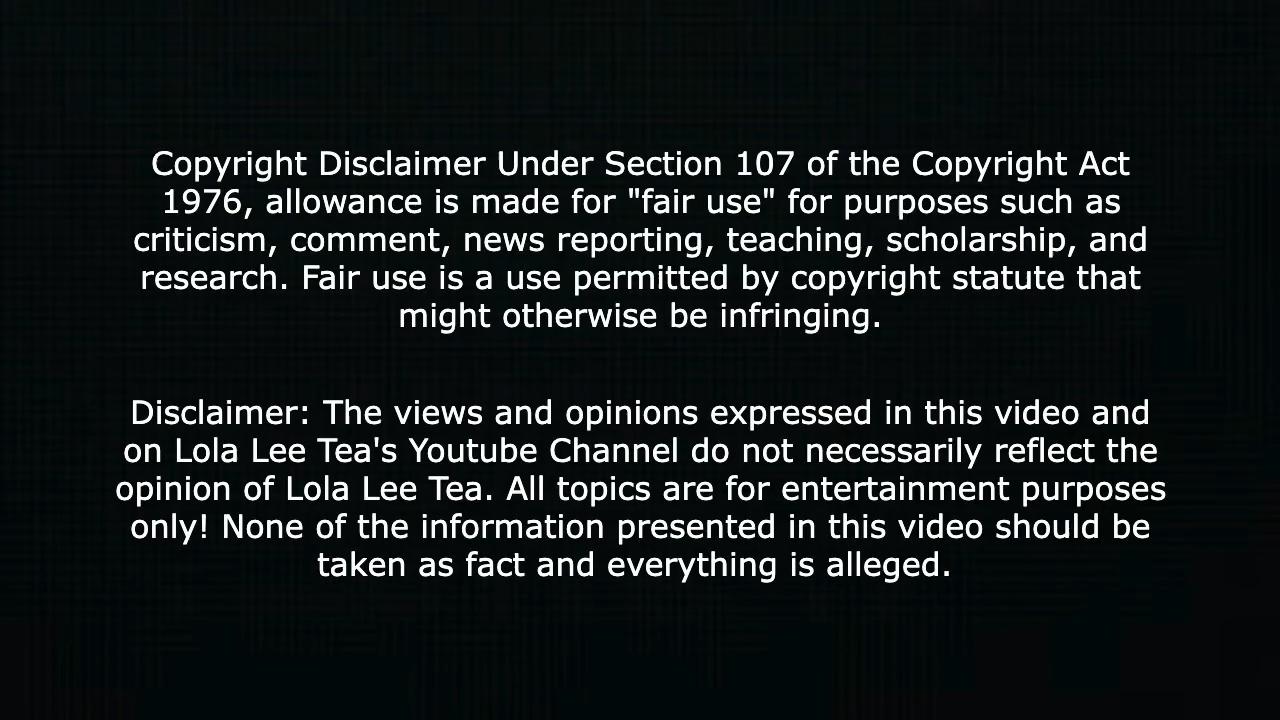 Copyright Disclaimer Under Section 107 of the Copyright Act
1976, allowance is made for "fair use" for purposes such as
criticism, comment, news reporting, teaching, scholarship, and
research. Fair use is a use permitted by copyright statute that
might otherwise be infringing.
Disclaimer: The views and opinions expressed in this video and
on Lola Lee Tea's Youtube Channel do not necessarily reflect the
opinion of Lola Lee Tea. All topics are for entertainment purposes
only! None of the information presented in this video should be
taken as fact and everything is alleged.